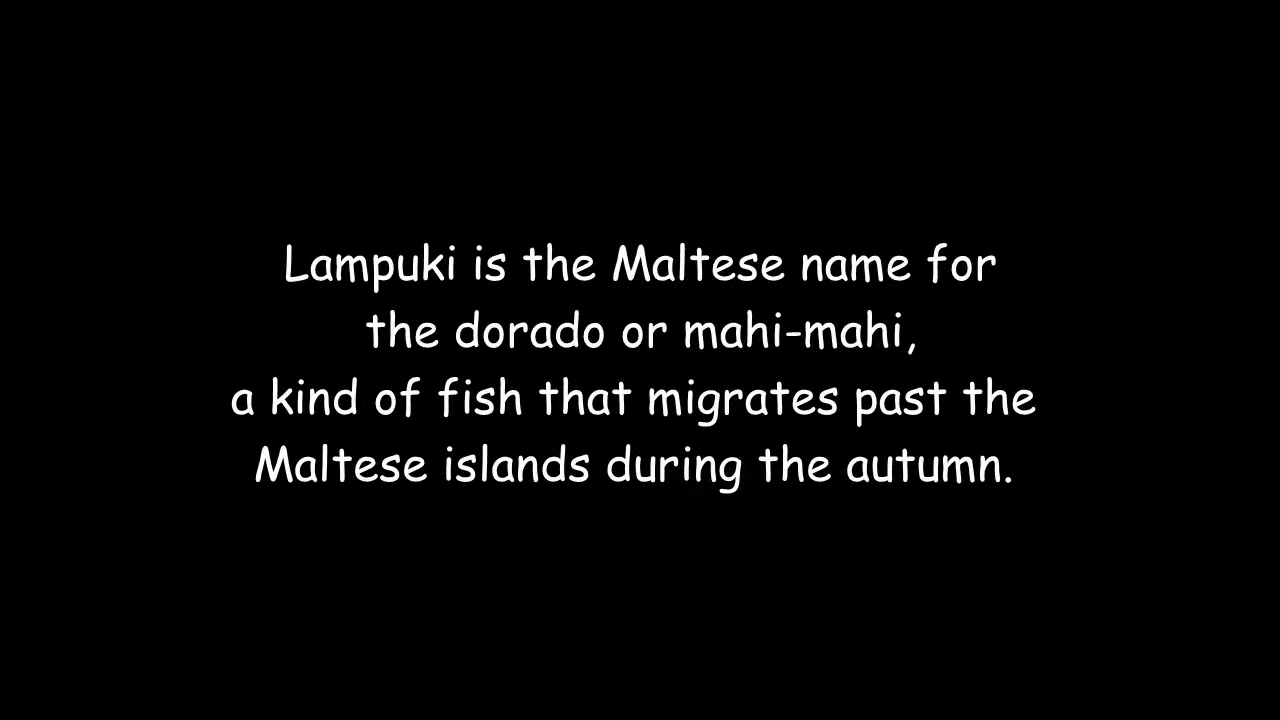 Lampuki is the Maltese name for
the dorado or mahi-mahi,
a kind of fish that migrates past the
Maltese islands during the autumn.